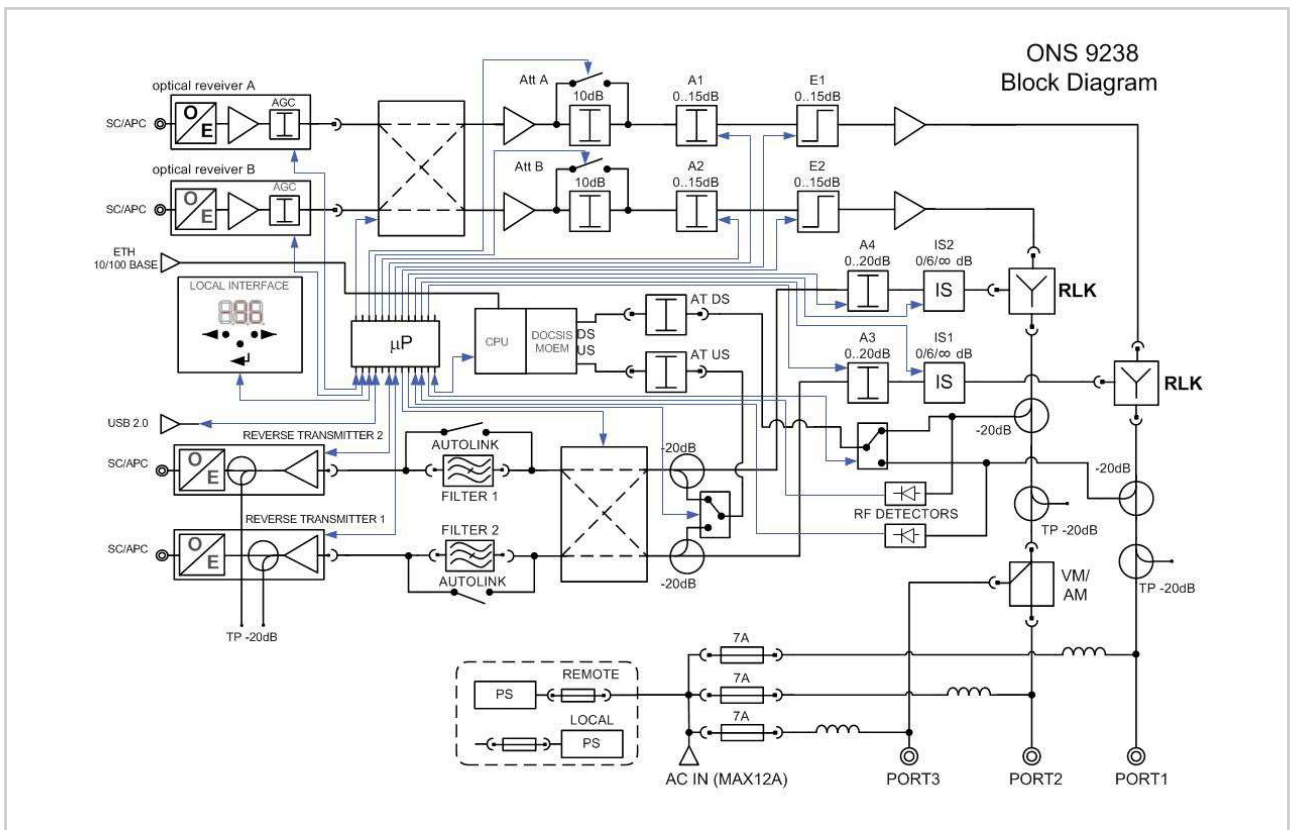 ONS 9238
Block Diagram
optical reveiver A
O
E
AGC
SC/APC
Att A
10dB
A1
0..15dB
E1
0..15dB
optical reveiver B
O
E
AGC
SC/APC
Att B
10dB
A2
0..15dB
E2
0..15dB
ETH
10/100 BASE
LOCAL INTERFACE
-96
µP
CPU
DOCSIS
MOEM
DS
US
AT DS
AT US
A4
0..20dB
IS2
0/6/∞ dB
IS
RLK
A3
0..20dB
IS1
0/6/∞ dB
IS
RLK
USB 2.0
REVERSE TRANSMITTER 2
SC/APC
O
E
AUTOLINK
FILTER 1
-20dB
-20dB
-20dB
RF DETECTORS
TP -20dB
REVERSE TRANSMITTER 1
SC/APC
O
E
FILTER 2
AUTOLINK
-20dB
TP -20dB
VM/
AM
TP -20dB
7A
REMOTE
PS
7A
LOCAL
PS
7A
AC IN (MAX12A)
PORT3
PORT2
PORT1